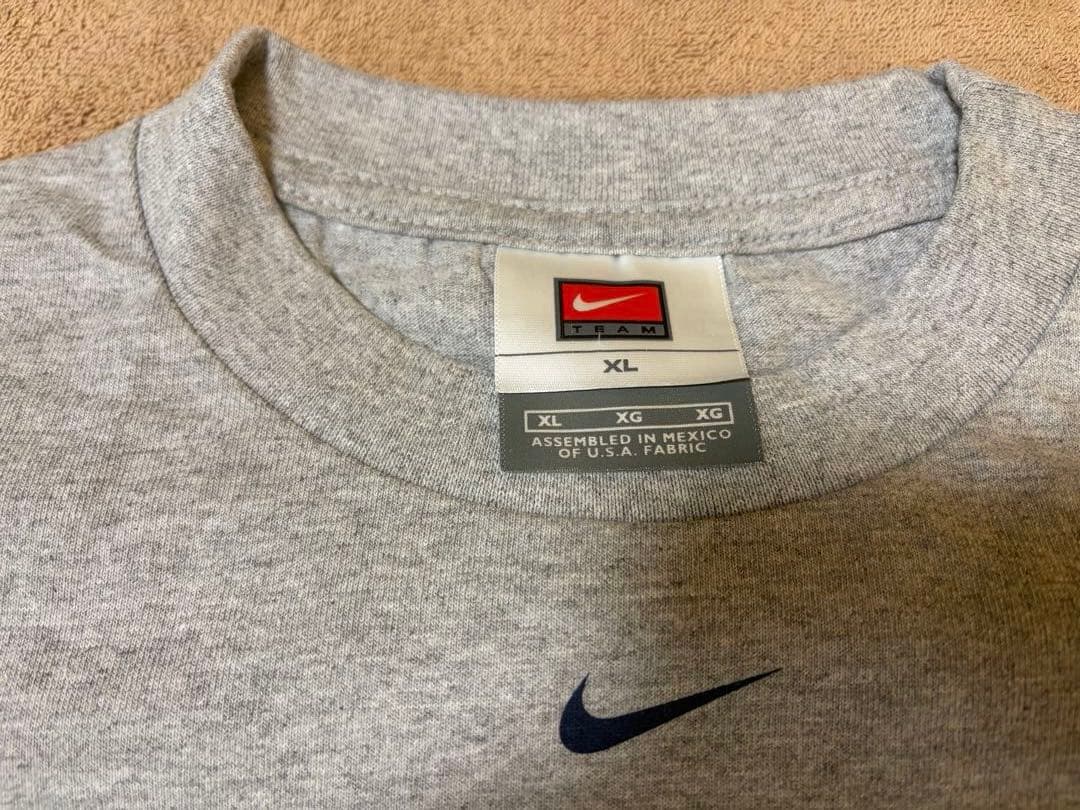 TEAM
XL
XL XG XG
ASSEMBLED IN MEXICO
OF U.S.A. FABRIC